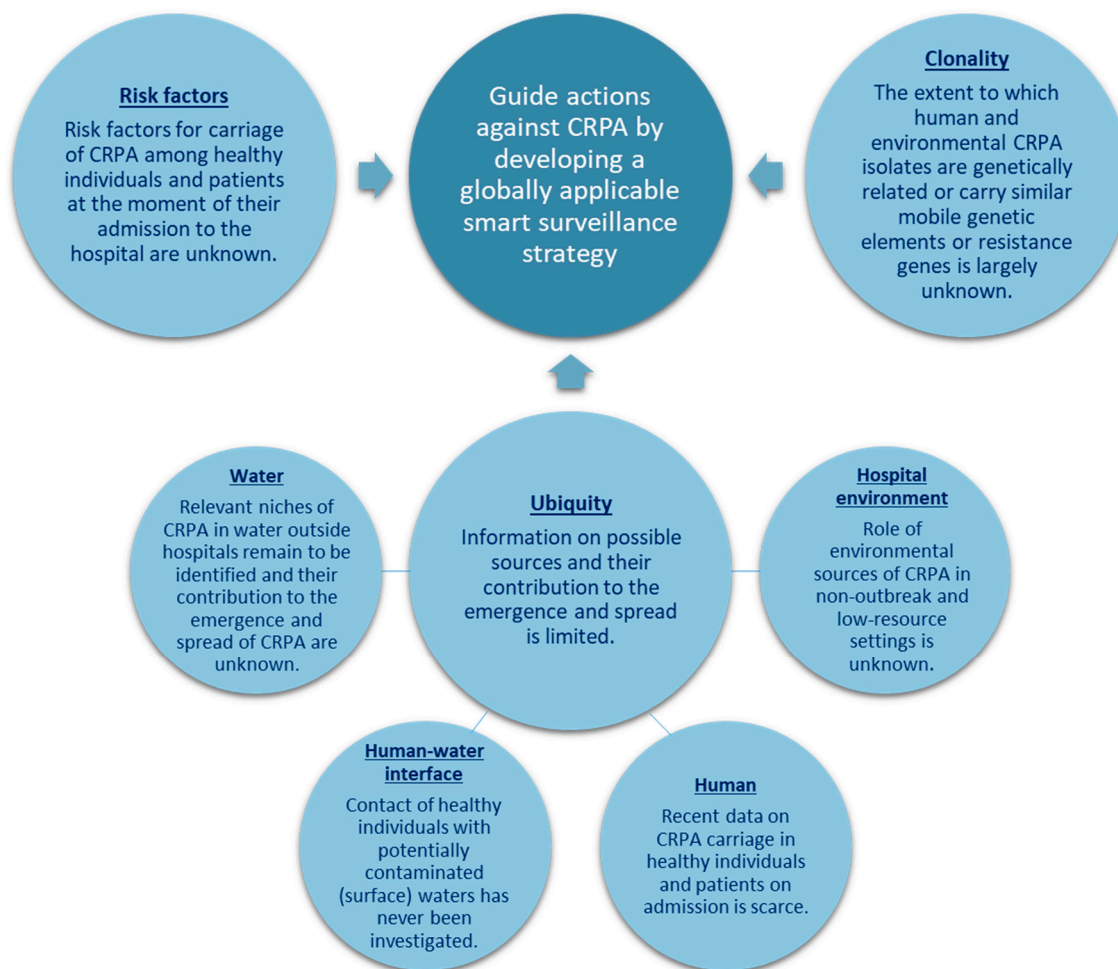 Risk factors
Risk factors for carriage
of CRPA among healthy
individuals and patients
at the moment of their
admission to the
hospital are unknown.
Guide actions
against CRPA by
developing a
globally applicable
smart surveillance
strategy
Clonality
The extent to which
human and
environmental CRPA
isolates are genetically
related or carry similar
mobile genetic
elements or resistance
genes is largely
unknown.
Water
Relevant niches of
CRPA in water outside
hospitals remain to be
identified and their
contribution to the
emergence and
spread of CRPA are
unknown.
Ubiquity
Information on possible
sources and their
contribution to the
emergence and spread
is limited.
Hospital
environment
Role of
environmental
sources of CRPA in
non-outbreak and
low-resource
settings is
unknown.
Human-water
interface
Contact of healthy
individuals with
potentially
contaminated
(surface) waters has
never been
investigated.
Human
Recent data on
CRPA carriage in
healthy individuals
and patients on
admission is scarce.